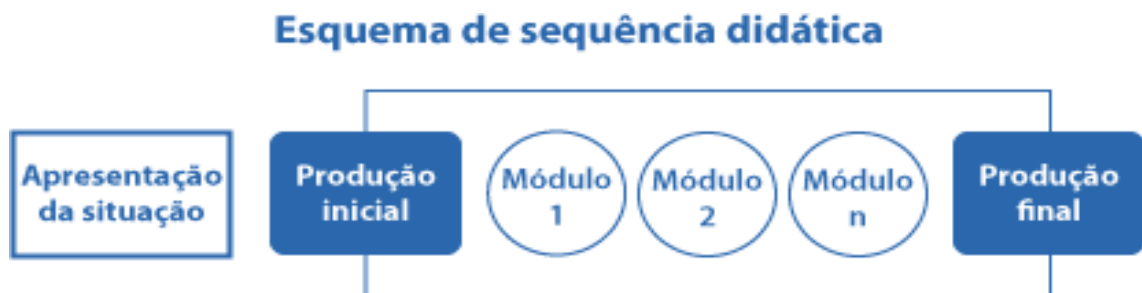 Esquema de sequência didática
Apresentação
da situação
Produção
inicial
Módulo
1
Módulo
2
Módulo
n
Produção
final